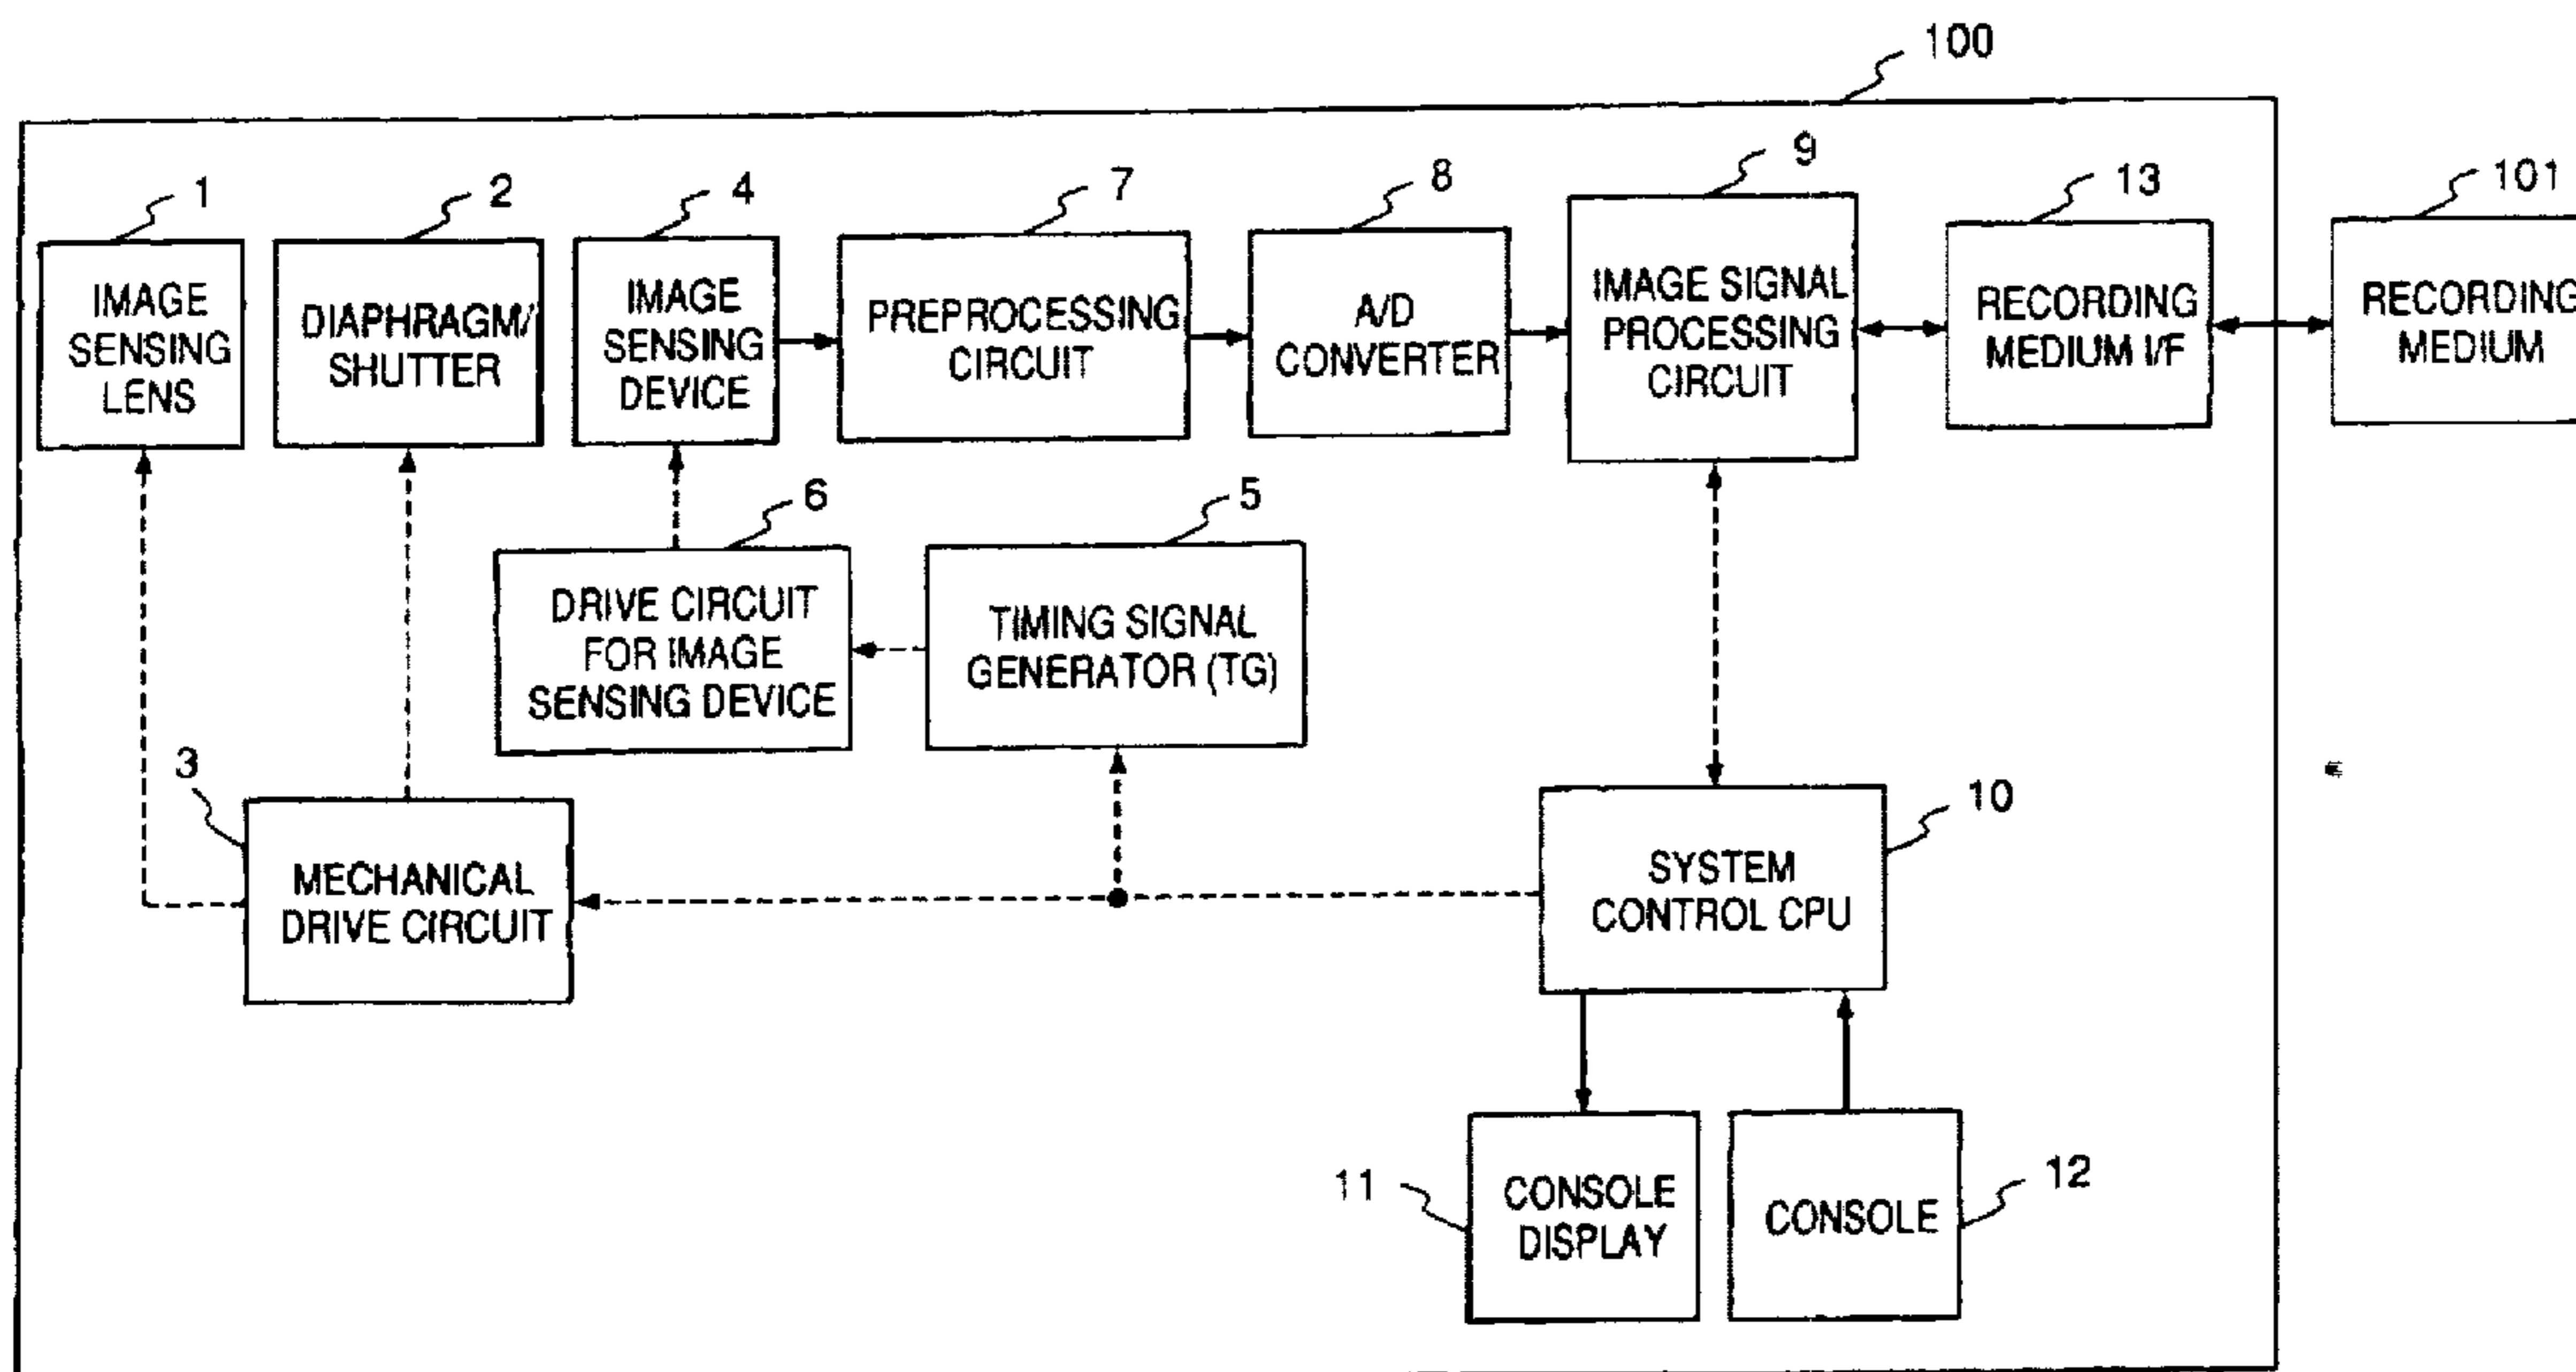 100
1
2
4
7
8
9
13
101
IMAGE
SENSING
LENS
DIAPHRAGM/
SHUTTER
IMAGE
SENSING
DEVICE
PREPROCESSING
CIRCUIT
A/D
CONVERTER
IMAGE SIGNAL
PROCESSING
CIRCUIT
RECORDING
MEDIUM I/F
RECORDING
MEDIUM
6
5
DRIVE CIRCUIT
FOR IMAGE
SENSING DEVICE
TIMING SIGNAL
GENERATOR (TG)
3
10
MECHANICAL
DRIVE CIRCUIT
SYSTEM
CONTROL CPU
11
12
CONSOLE
DISPLAY
CONSOLE